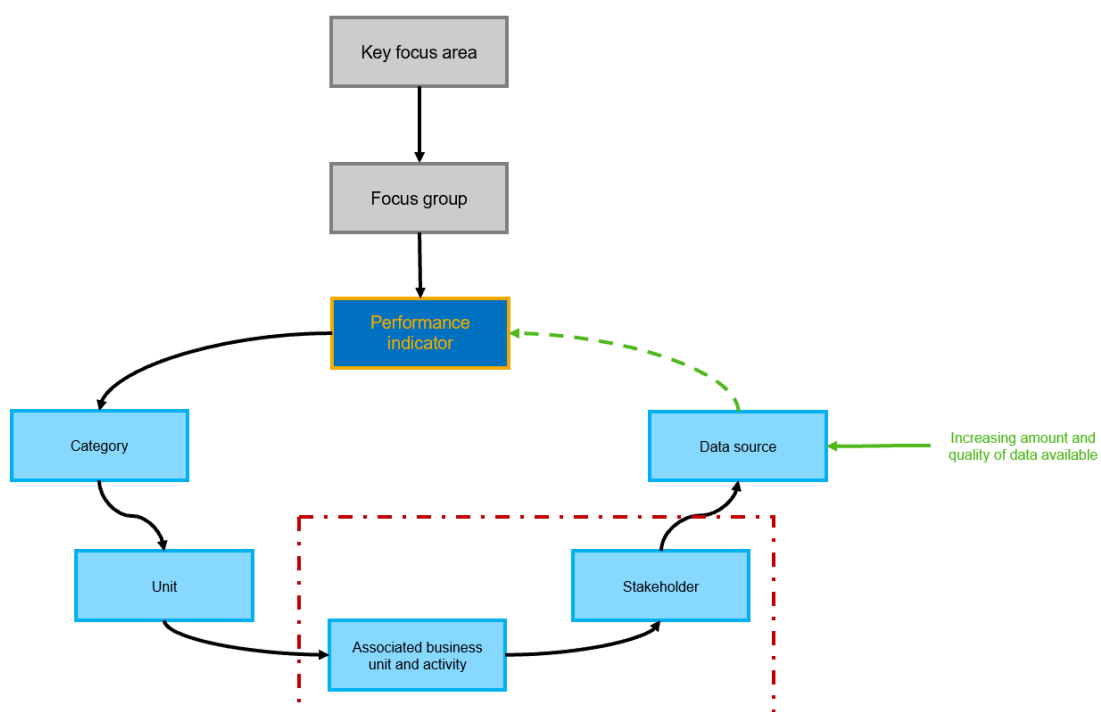 Key focus area
Focus group
Performance
indicator
Category
Data source
Increasing amount and
quality of data available
Unit
Stakeholder
Associated business
unit and activity